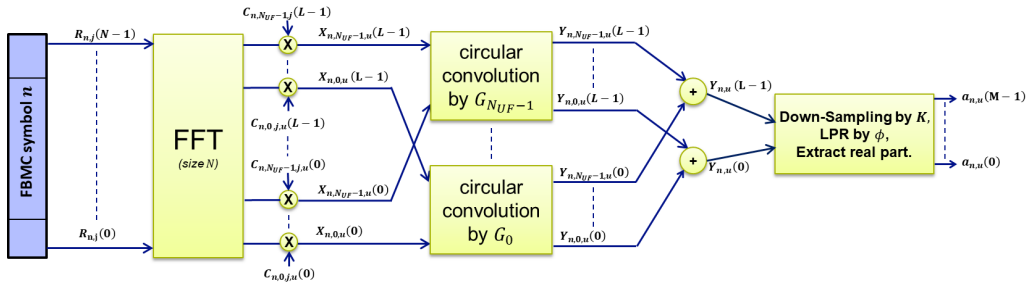 FBMC symbol n
R_{n,j}(N−1)
R_{n,j}(0)
FFT
(size N)
C_{n,N_{UF}−1,j}(L−1)
X
X_{n,N_{UF}−1,u}(L−1)
X
X_{n,0,u}(L−1)
C_{n,0,j,u}(L−1)
C_{n,N_{UF}−1,j,u}(0)
X
X_{n,N_{UF}−1,u}(0)
X
X_{n,0,u}(0)
C_{n,0,j,u}(0)
circular
convolution
by G_{N_{UF}−1}
circular
convolution
by G_0
Y_{n,N_{UF}−1,u}(L−1)
Y_{n,0,u}(L−1)
Y_{n,N_{UF}−1,u}(0)
Y_{n,0,u}(0)
+
Y_{n,u}(L−1)
+
Y_{n,u}(0)
Down-Sampling by K,
LPR by ϕ,
Extract real part.
a_{n,u}(M−1)
a_{n,u}(0)